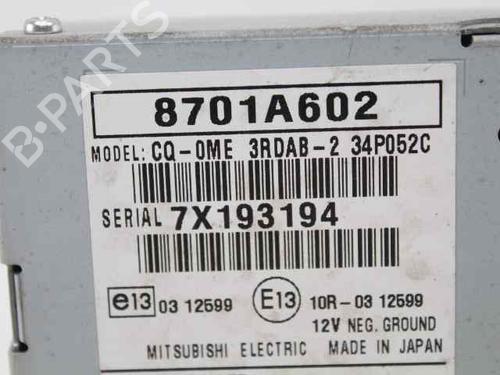 8701A602
MODEL: CQ-0ME 3RDAB-2 34P052C
SERIAL 7X193194
e13 03 12599 E13 10R-03 12599
12V NEG. GROUND
MITSUBISHI ELECTRIC MADE IN JAPAN